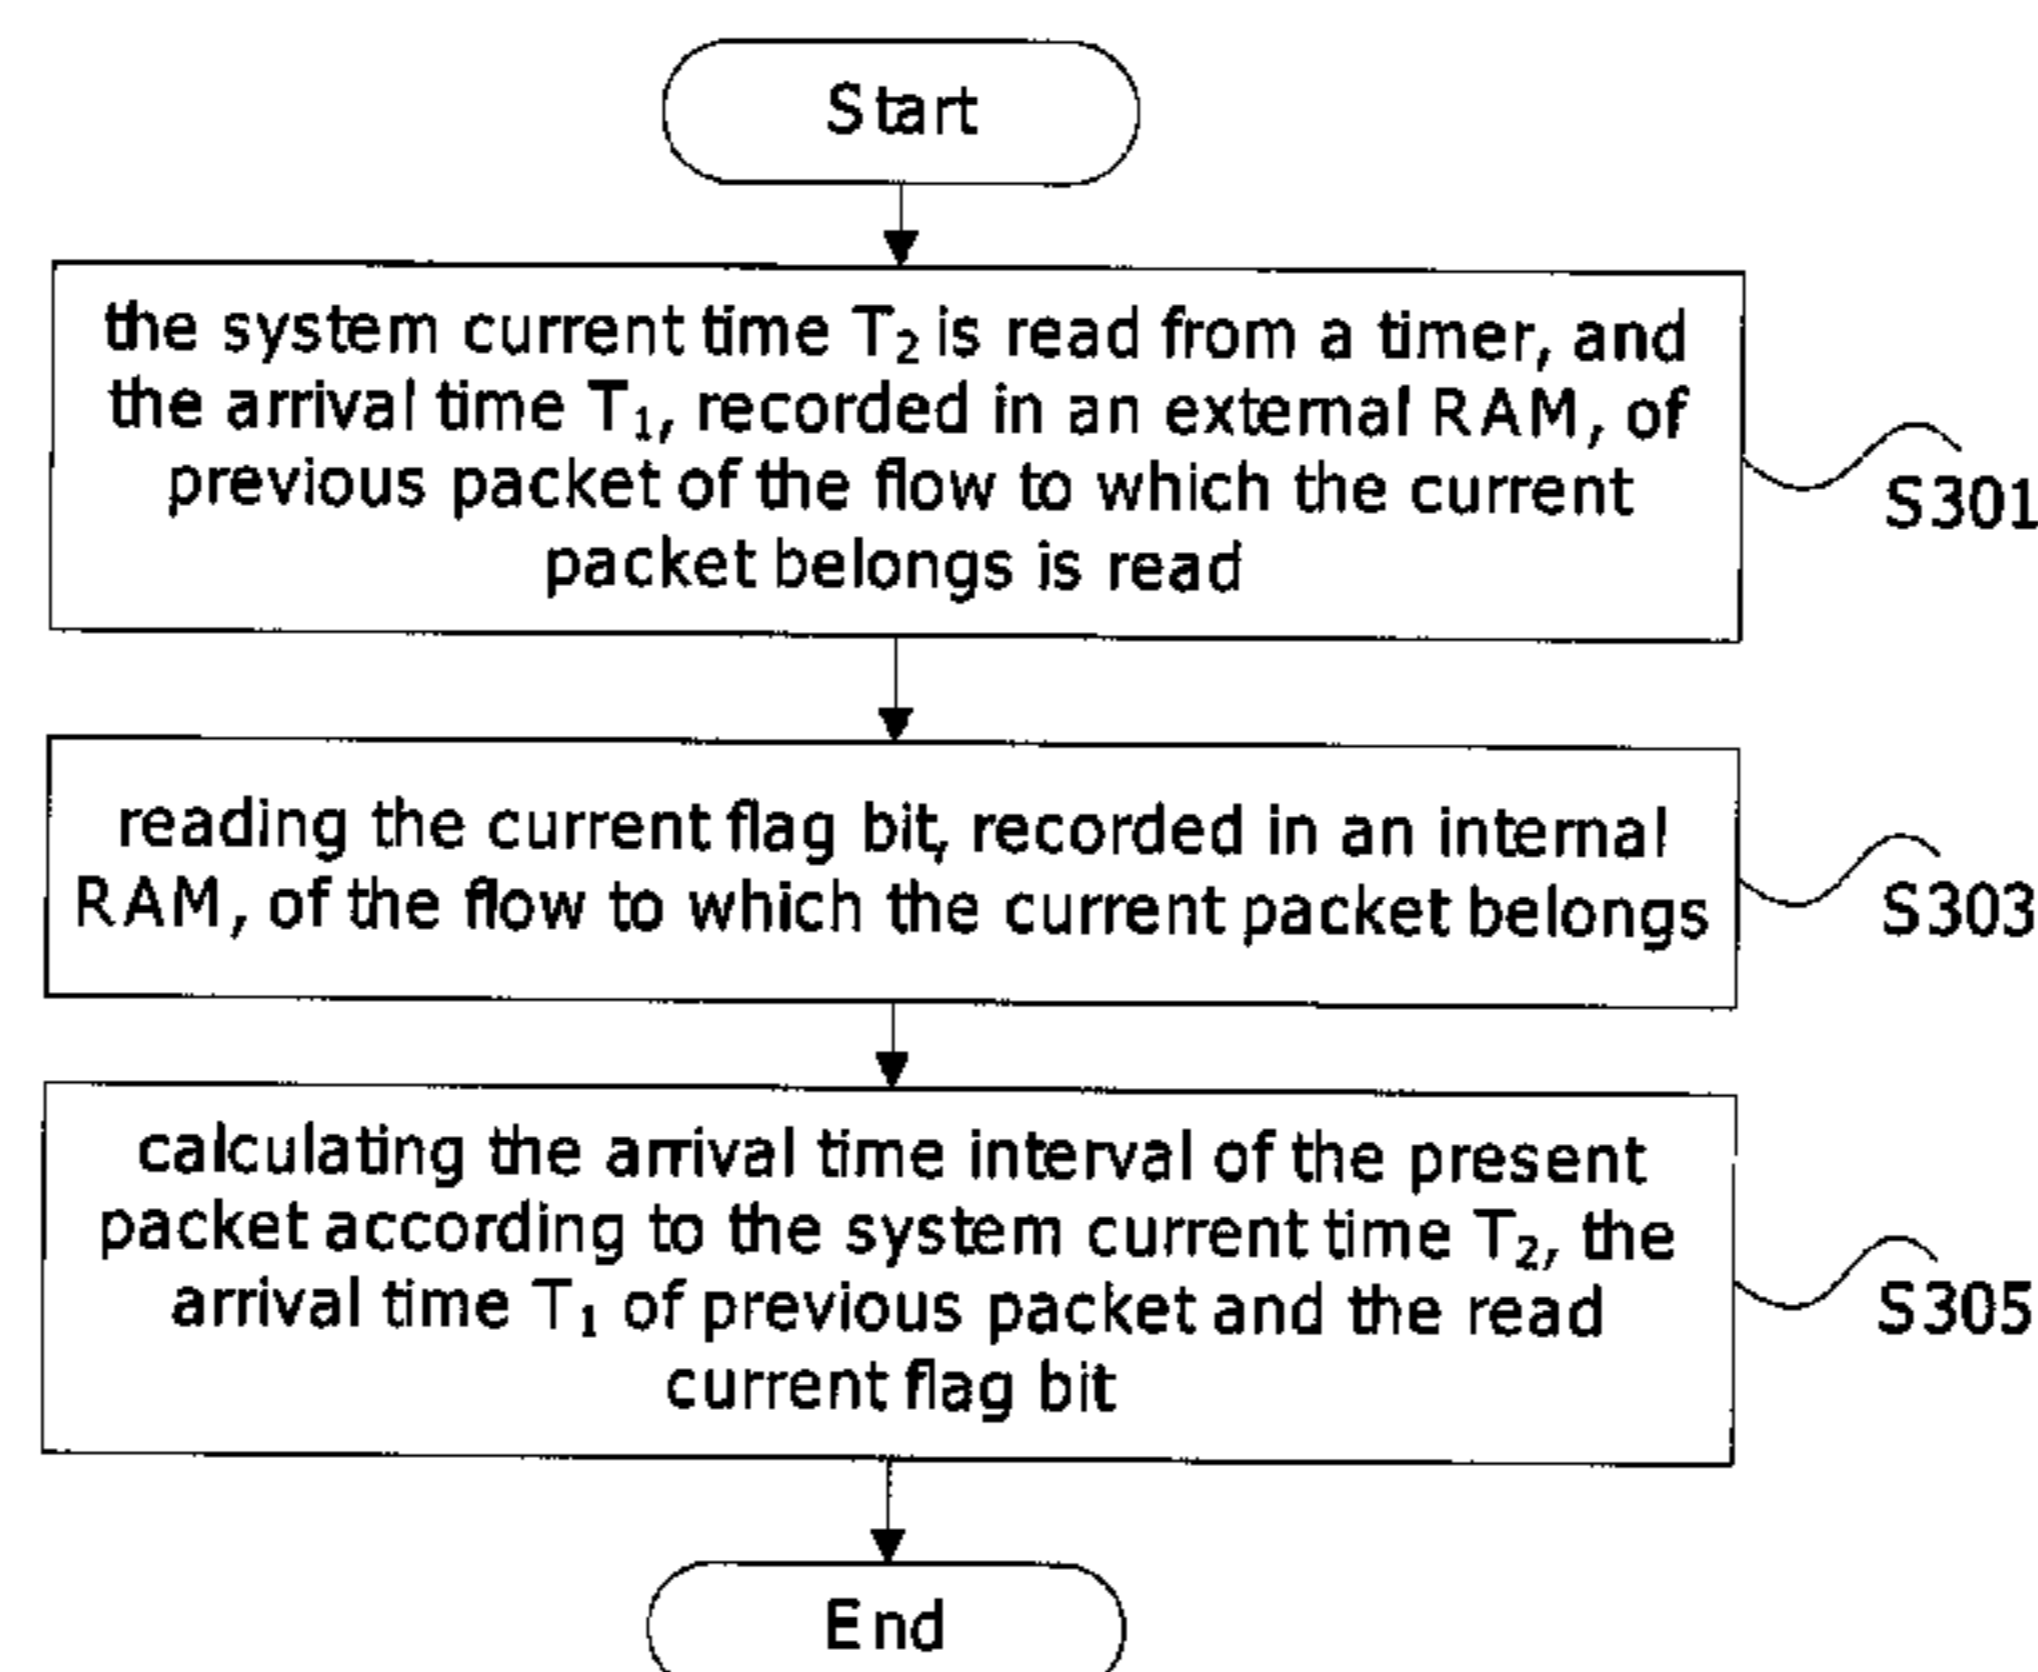 Start
the system current time T₂ is read from a timer, and
the arrival time T₁, recorded in an external RAM, of
previous packet of the flow to which the current
packet belongs is read
S301
reading the current flag bit, recorded in an internal
RAM, of the flow to which the current packet belongs
S303
calculating the arrival time interval of the present
packet according to the system current time T₂, the
arrival time T₁ of previous packet and the read
current flag bit
S305
End